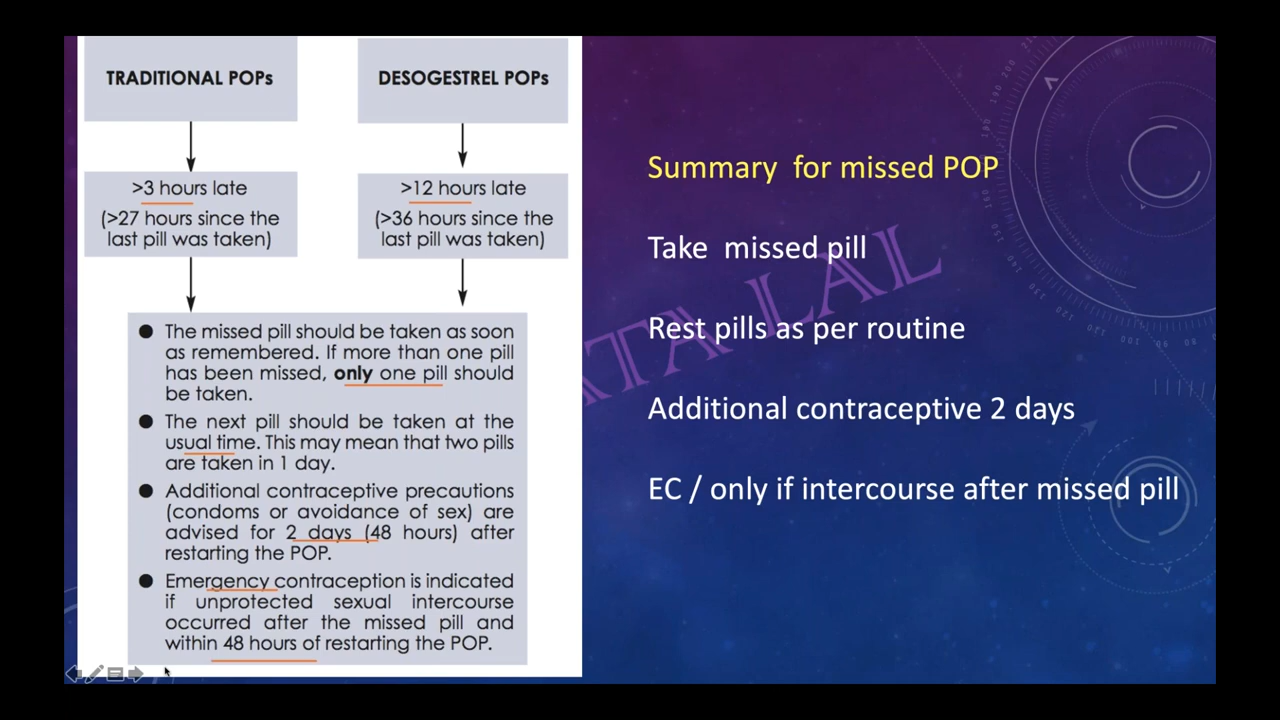 TRADITIONAL POPs
>3 hours late
(>27 hours since the
last pill was taken)
DESOGESTREL POPs
>12 hours late
(>36 hours since the
last pill was taken)
● The missed pill should be taken as soon
as remembered. If more than one pill
has been missed, only one pill should
be taken.
● The next pill should be taken at the
usual time. This may mean that two pills
are taken in 1 day.
● Additional contraceptive precautions
(condoms or avoidance of sex) are
advised for 2 days (48 hours) after
restarting the POP.
● Emergency contraception is indicated
if unprotected sexual intercourse
occurred after the missed pill and
within 48 hours of restarting the POP.
Summary for missed POP
Take missed pill
Rest pills as per routine
Additional contraceptive 2 days
EC / only if intercourse after missed pill
LAL